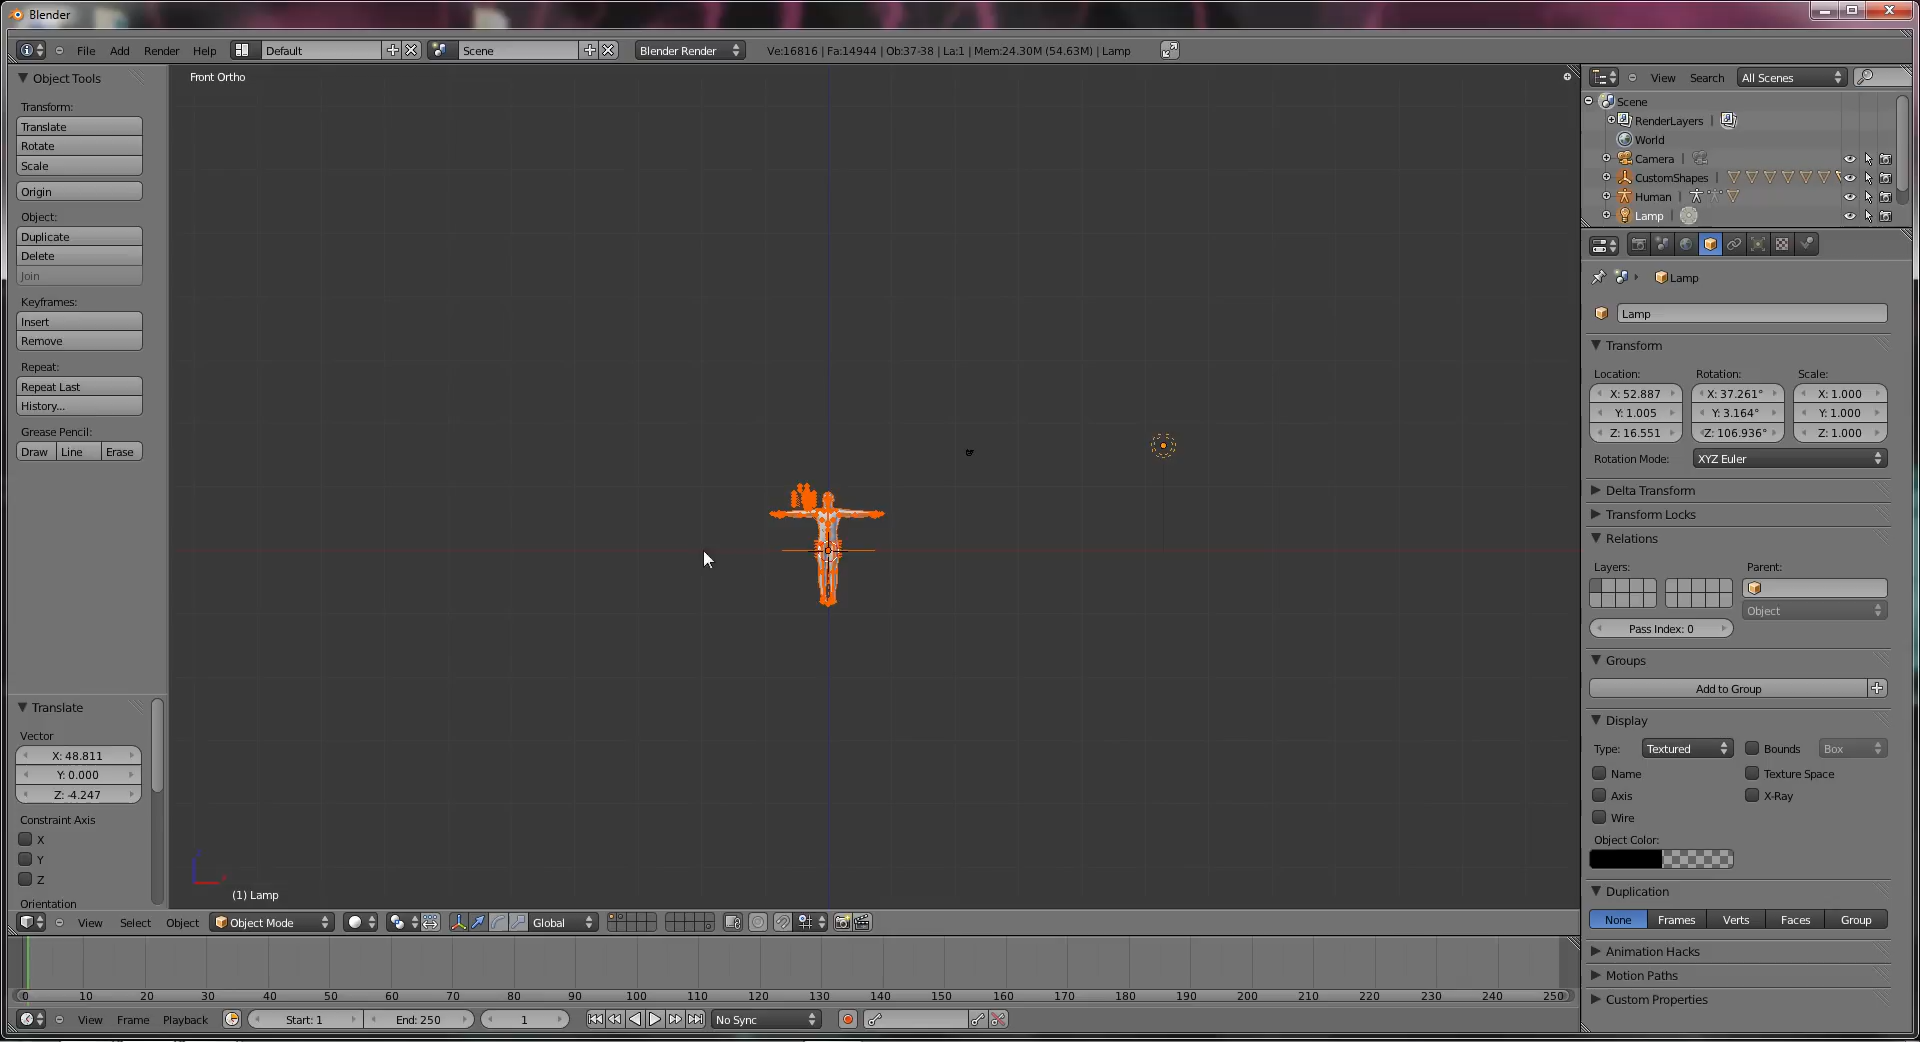 Blender
File Add Render Help Default Scene Blender Render Ve:16816 | Fa:14944 | Ob:37-38 | La:1 | Mem:24.30M (54.63M) | Lamp
Object Tools
Transform:
Translate
Rotate
Scale
Origin
Object:
Duplicate
Delete
Join
Keyframes:
Insert
Remove
Repeat:
Repeat Last
History...
Grease Pencil:
Draw Line Erase
Translate
Vector
X: 48.811
Y: 0.000
Z: -4.247
Constraint Axis
X
Y
Z
Orientation
Front Ortho
(1) Lamp
View Select Object Object Mode Global
0 10 20 30 40 50 60 70 80 90 100 110 120 130 140 150 160 170 180 190 200 210 220 230 240 250
View Frame Playback Start: 1 End: 250 1 No Sync
View Search All Scenes
Scene
RenderLayers |
World
Camera |
CustomShapes |
Human |
Lamp |
Lamp
Lamp
Transform
Location: Rotation: Scale:
X: 52.887 X: 37.261° X: 1.000
Y: 1.005 Y: 3.164° Y: 1.000
Z: 16.551 Z: 106.936° Z: 1.000
Rotation Mode: XYZ Euler
Delta Transform
Transform Locks
Relations
Layers: Parent:
Object
Pass Index: 0
Groups
Add to Group
Display
Type: Textured Bounds Box
Name Texture Space
Axis X-Ray
Wire
Object Color:
Duplication
None Frames Verts Faces Group
Animation Hacks
Motion Paths
Custom Properties